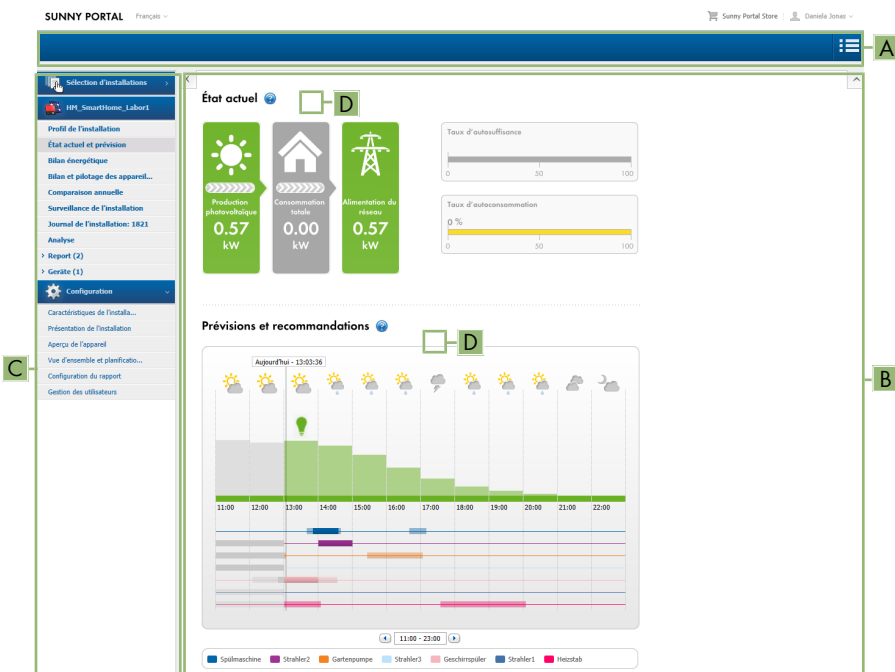 SUNNY PORTAL
Français
Sunny Portal Store
Daniela Jonas
A
Sélection d'installations
HM_SmartHome_Labor1
Profil de l'installation
État actuel et prévision
Bilan énergétique
Bilan et pilotage des appareil...
Comparaison annuelle
Surveillance de l'installation
Journal de l'installation: 1821
Analyse
Report (2)
Geräte (1)
Configuration
Caractéristiques de l'installa...
Présentation de l'installation
Aperçu de l'appareil
Vue d'ensemble et planificatio...
Configuration du rapport
Gestion des utilisateurs
C
État actuel
?
D
Production
photovoltaïque
0.57
kW
Consommation
totale
0.00
kW
Alimentation du
réseau
0.57
kW
Taux d'autosuffisance
0 50 100
Taux d'autoconsommation
0 %
0 50 100
Prévisions et recommandations
?
D
B
Aujourd'hui - 13:03:36
11:00 12:00 13:00 14:00 15:00 16:00 17:00 18:00 19:00 20:00 21:00 22:00
11:00 - 23:00
Spülmaschine Strahler2 Gartenpumpe Strahler3 Geschirrspüler Strahler1 Heizstab